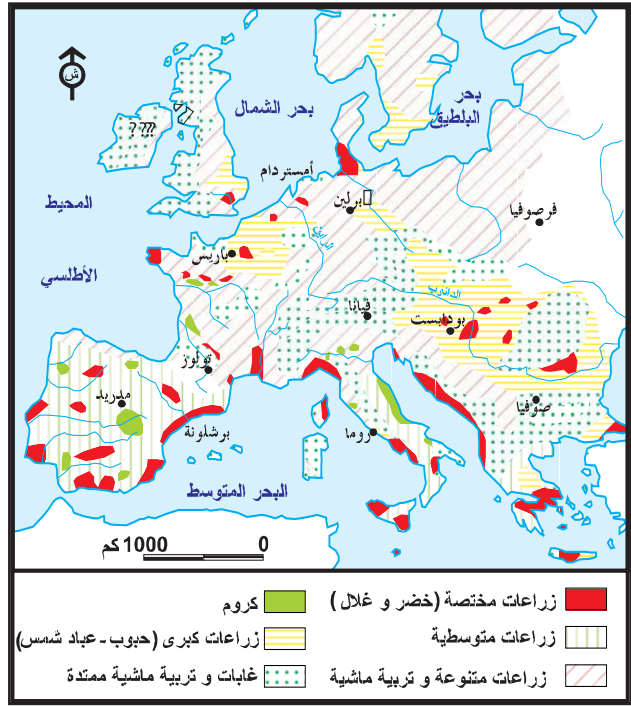 ش
بحر الشمال
بحر
البلطيق
? ???
أمستردام
المحيط
برلين
فرصوفيا
باريس
الأطلسي
الدانوب
فيانا
بودابست
تولوز
مدريد
صوفيا
برشلونة
روما
البحر المتوسط
0
1000 كم
زراعات مختصة (خضر و غلال)
كروم
زراعات متوسطية
زراعات كبرى (حبوب - عباد شمس)
زراعات متنوعة و تربية ماشية
غابات و تربية ماشية ممتدة